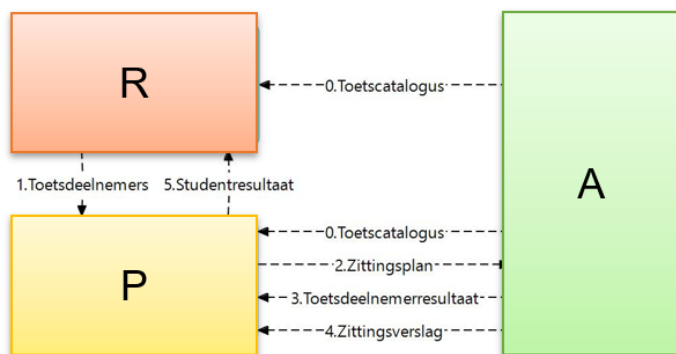 R
0.Toetscatalogus
A
1.Toetsdeelnemers
5.Studentresultaat
P
0.Toetscatalogus
2.Zittingsplan
3.Toetsdeelnemerresultaat
4.Zittingsverslag